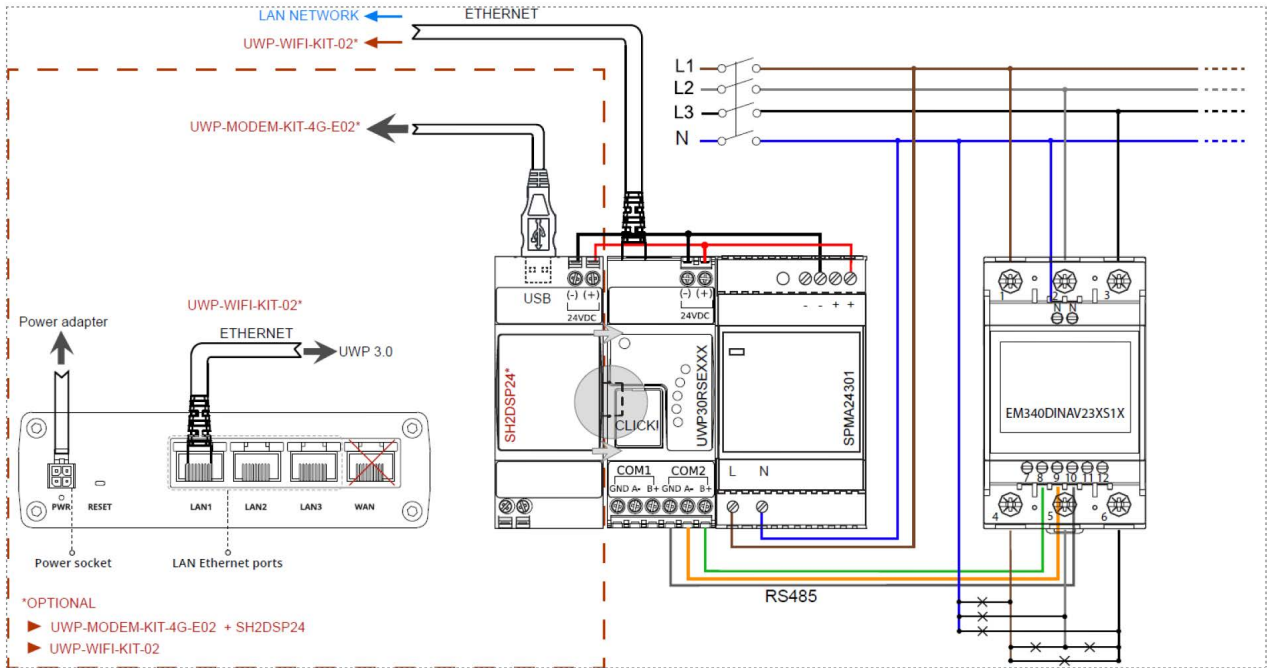 LAN NETWORK
ETHERNET
UWP-WIFI-KIT-02*
L1
L2
L3
N
UWP-MODEM-KIT-4G-E02*
USB
(-) (+)
24VDC
(-) (+)
24VDC
- - + +
1
2
3
N N
UWP-WIFI-KIT-02*
Power adapter
ETHERNET
UWP 3.0
SH2DSP24*
CLICK!
UWP30RSEXXX
SPMA24301
EM340DINAV23XS1X
COM1
COM2
GND A- B+ GND A- B+
L
N
7 8 9 10 11 12
4
5
6
PWR
RESET
LAN1
LAN2
LAN3
WAN
Power socket
LAN Ethernet ports
RS485
*OPTIONAL
UWP-MODEM-KIT-4G-E02 + SH2DSP24
UWP-WIFI-KIT-02